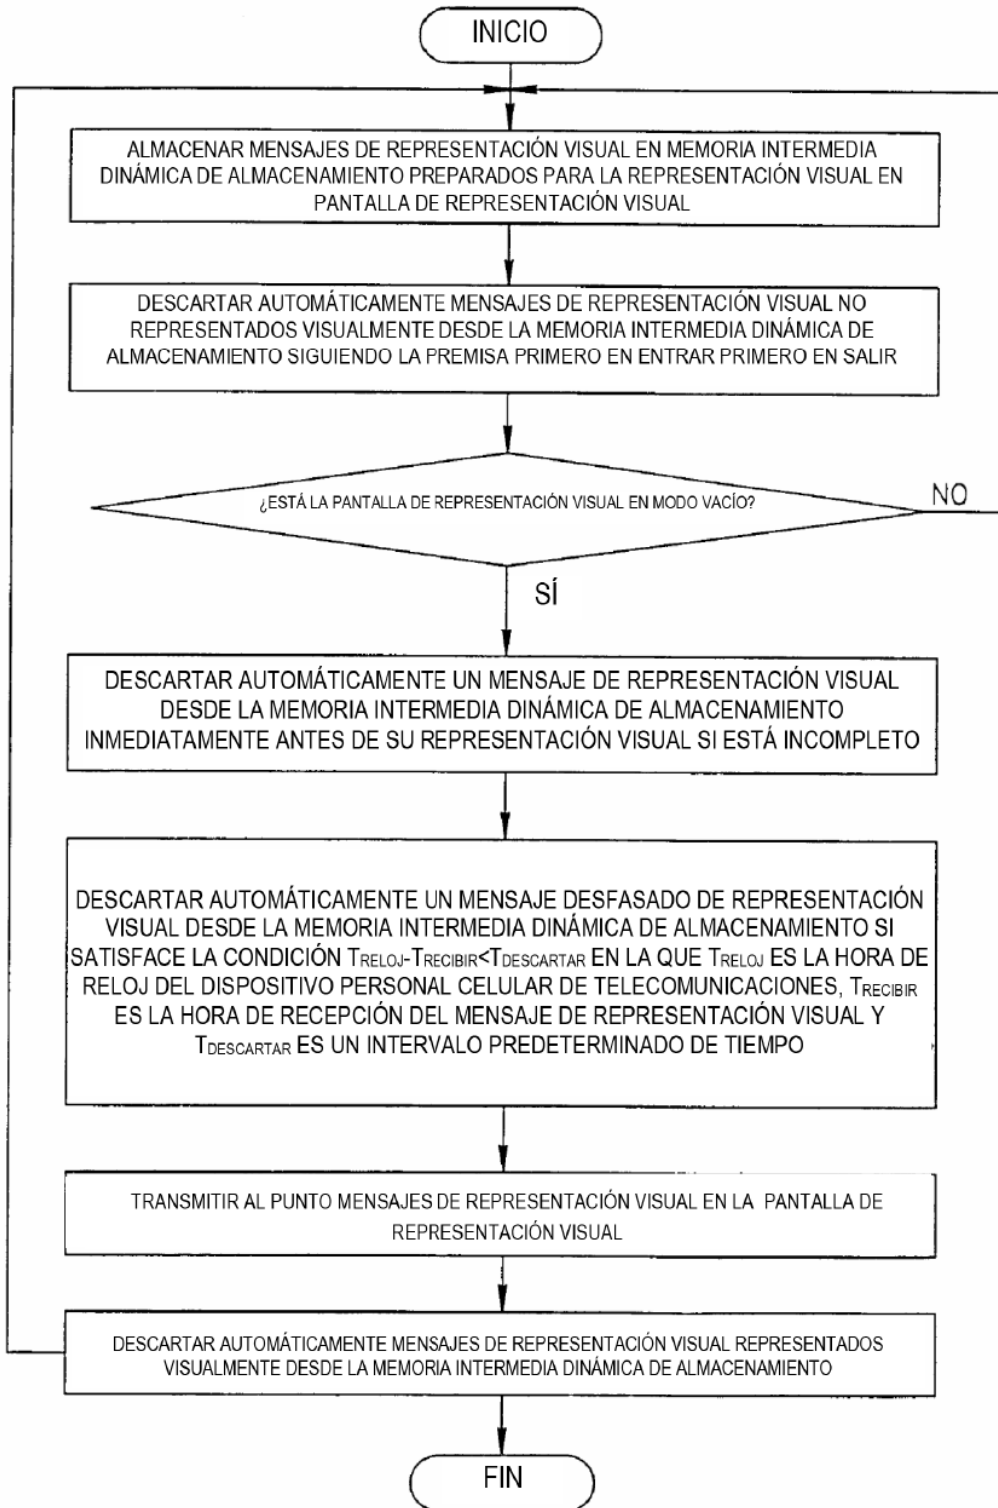 INICIO
ALMACENAR MENSAJES DE REPRESENTACIÓN VISUAL EN MEMORIA INTERMEDIA
DINÁMICA DE ALMACENAMIENTO PREPARADOS PARA LA REPRESENTACIÓN VISUAL EN
PANTALLA DE REPRESENTACIÓN VISUAL
DESCARTAR AUTOMÁTICAMENTE MENSAJES DE REPRESENTACIÓN VISUAL NO
REPRESENTADOS VISUALMENTE DESDE LA MEMORIA INTERMEDIA DINÁMICA DE
ALMACENAMIENTO SIGUIENDO LA PREMISA PRIMERO EN ENTRAR PRIMERO EN SALIR
¿ESTÁ LA PANTALLA DE REPRESENTACIÓN VISUAL EN MODO VACÍO?
NO
SÍ
DESCARTAR AUTOMÁTICAMENTE UN MENSAJE DE REPRESENTACIÓN VISUAL
DESDE LA MEMORIA INTERMEDIA DINÁMICA DE ALMACENAMIENTO
INMEDIATAMENTE ANTES DE SU REPRESENTACIÓN VISUAL SI ESTÁ INCOMPLETO
DESCARTAR AUTOMÁTICAMENTE UN MENSAJE DESFASADO DE REPRESENTACIÓN
VISUAL DESDE LA MEMORIA INTERMEDIA DINÁMICA DE ALMACENAMIENTO SI
SATISFACE LA CONDICIÓN TRELOJ-TRECIBIR<TDESCARTAR EN LA QUE TRELOJ ES LA HORA DE
RELOJ DEL DISPOSITIVO PERSONAL CELULAR DE TELECOMUNICACIONES, TRECIBIR
ES LA HORA DE RECEPCIÓN DEL MENSAJE DE REPRESENTACIÓN VISUAL Y
TDESCARTAR ES UN INTERVALO PREDETERMINADO DE TIEMPO
TRANSMITIR AL PUNTO MENSAJES DE REPRESENTACIÓN VISUAL EN LA PANTALLA DE
REPRESENTACIÓN VISUAL
DESCARTAR AUTOMÁTICAMENTE MENSAJES DE REPRESENTACIÓN VISUAL REPRESENTADOS
VISUALMENTE DESDE LA MEMORIA INTERMEDIA DINÁMICA DE ALMACENAMIENTO
FIN